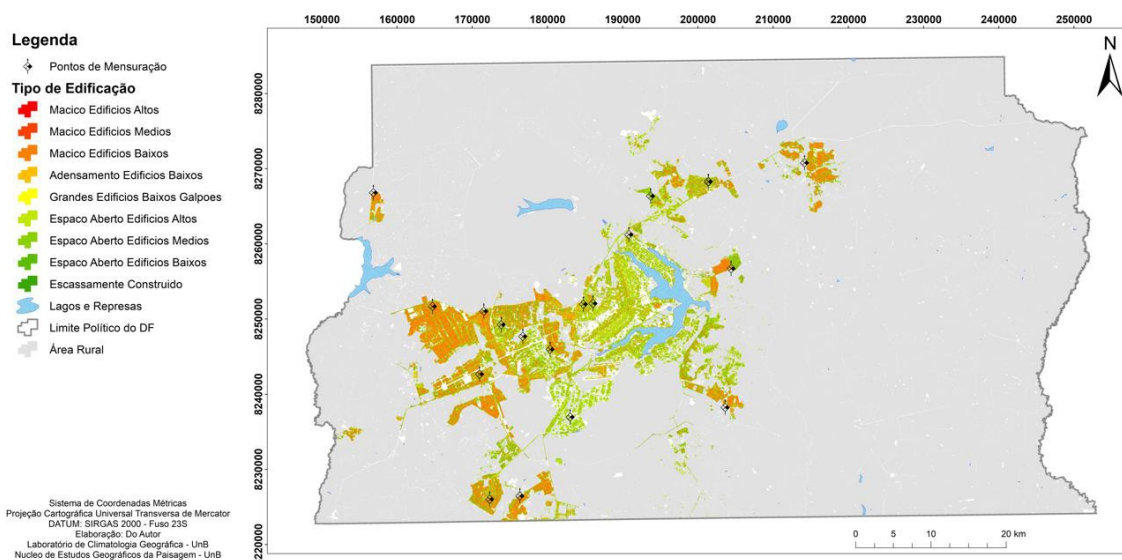 150000 160000 170000 180000 190000 200000 210000 220000 230000 240000 250000
Legenda
Pontos de Mensuração
Tipo de Edificação
Macico Edificios Altos
Macico Edificios Medios
Macico Edificios Baixos
Adensamento Edificios Baixos
Grandes Edificios Baixos Galpoes
Espaco Aberto Edificios Altos
Espaco Aberto Edificios Medios
Espaco Aberto Edificios Baixos
Escassamente Construido
Lagos e Represas
Limite Político do DF
Área Rural
N
8280000
8270000
8260000
8250000
8240000
8230000
8220000
0 5 10 20 km
Sistema de Coordenadas Métricas
Projeção Cartográfica Universal Transversa de Mercator
DATUM: SIRGAS 2000 - Fuso 23S
Elaboração: Do Autor
Laboratório de Climatologia Geográfica - UnB
Nucleo de Estudos Geográficos da Paisagem - UnB